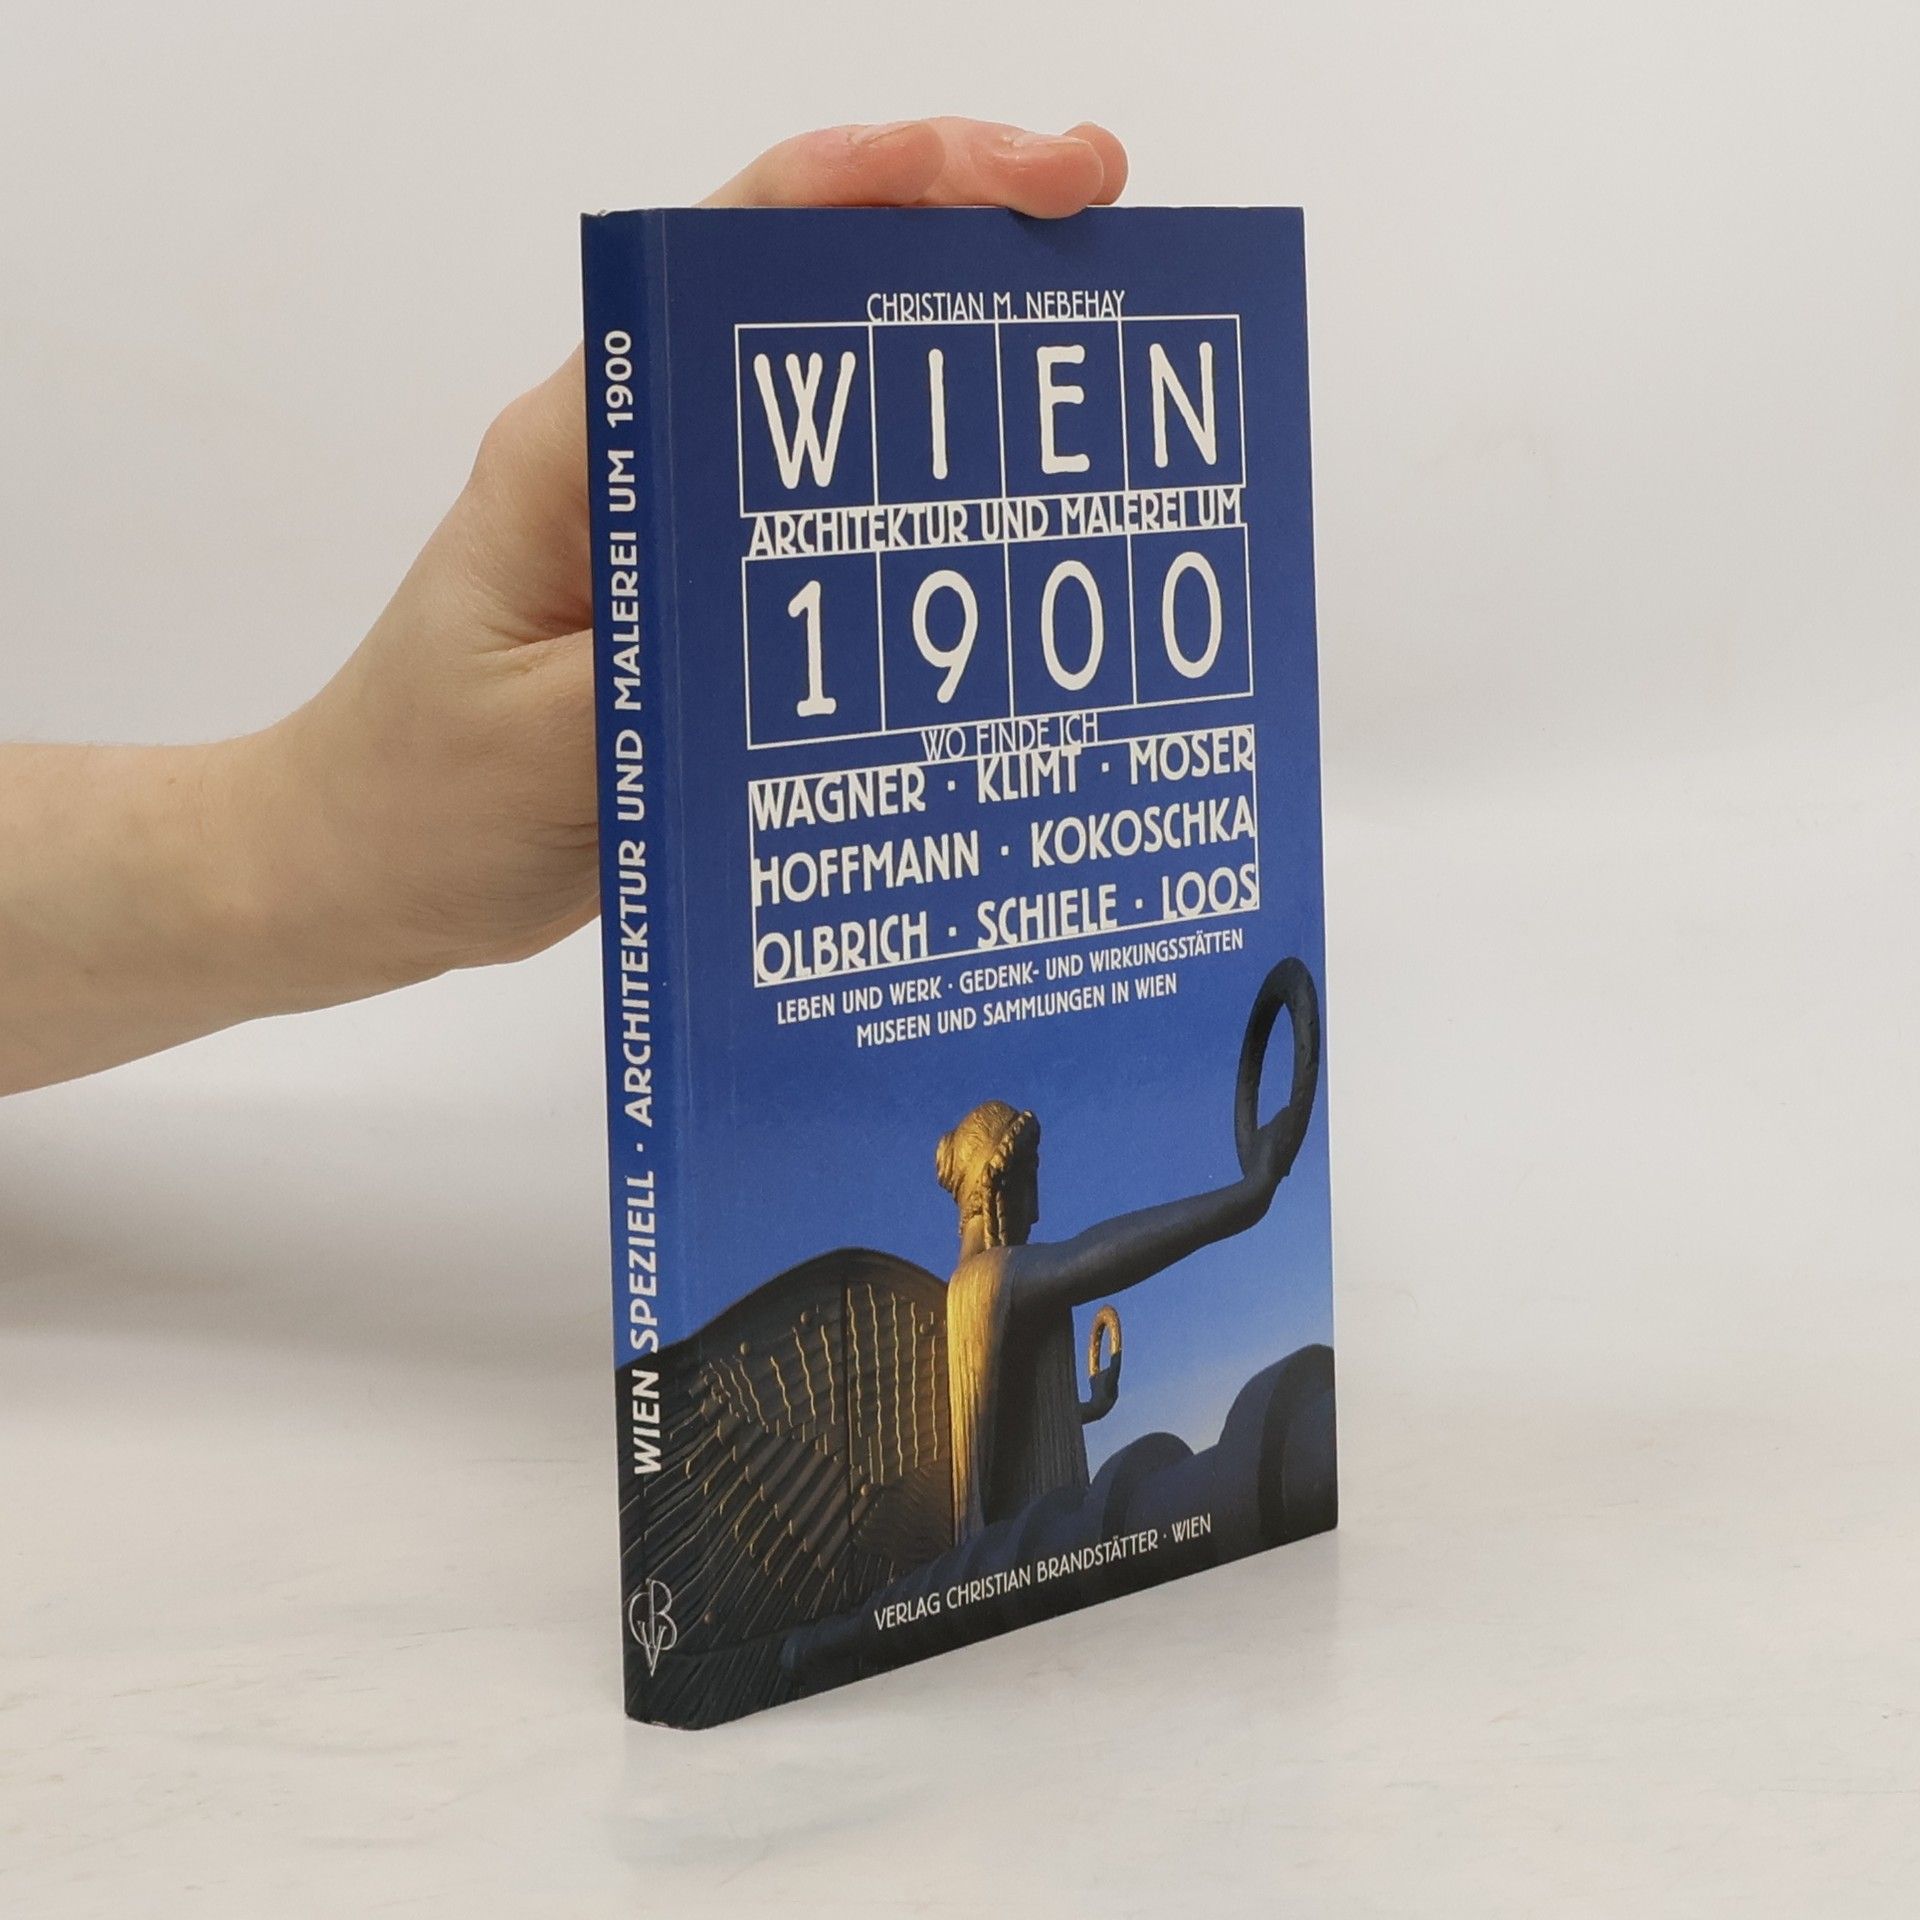 WIEN SPEZIELL · ARCHITEKTUR UND MALEREI UM 1900
CHRISTIAN M. NEBEHAY
WIEN
ARCHITEKTUR UND MALEREI UM
1900
WO FINDE ICH
WAGNER · KLIMT · MOSER
HOFFMANN · KOKOSCHKA
OLBRICH · SCHIELE · LOOS
LEBEN UND WERK · GEDENK- UND WIRKUNGSSTÄTTEN
MUSEEN UND SAMMLUNGEN IN WIEN
VERLAG CHRISTIAN BRANDSTÄTTER · WIEN
CBV